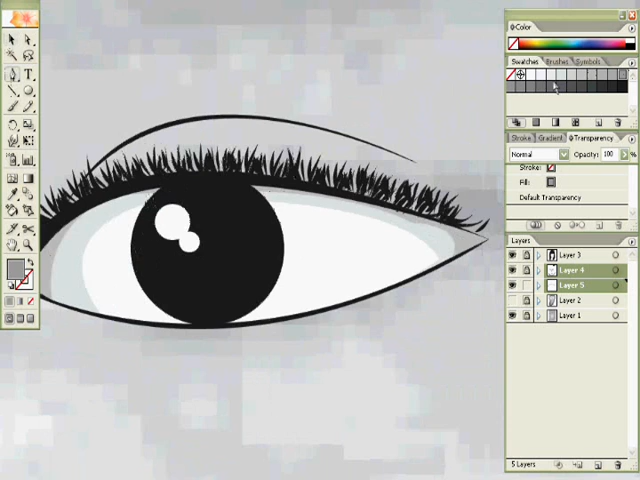 Color
Swatches Brushes Symbols
Stroke Gradient Transparency
Normal Opacity: 100 %
Stroke:
Fill:
Default Transparency
Layers
Layer 3
Layer 4
Layer 5
Layer 2
Layer 1
5 Layers